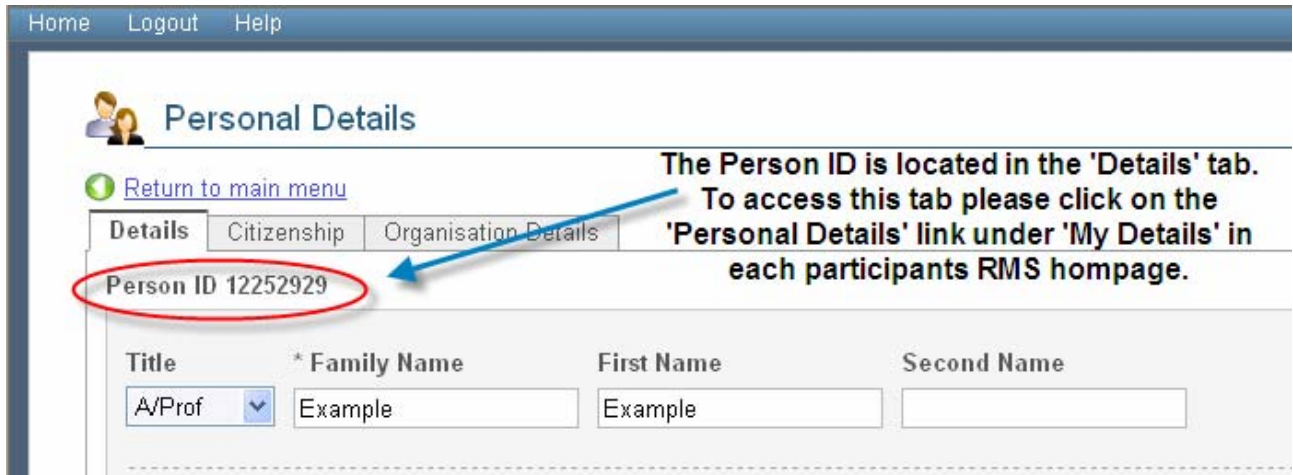 Home Logout Help
Personal Details
The Person ID is located in the 'Details' tab.
Return to main menu
To access this tab please click on the
Details Citizenship Organisation Details
'Personal Details' link under 'My Details' in
each participants RMS hompage.
Person ID 12252929
Title * Family Name First Name Second Name
A/Prof Example Example